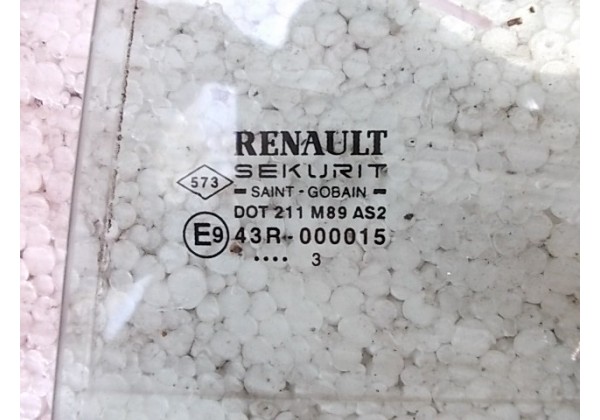 RENAULT
SEKURIT
573
SAINT - GOBAIN
DOT 211 M89 AS2
E9 43R-000015
.... 3